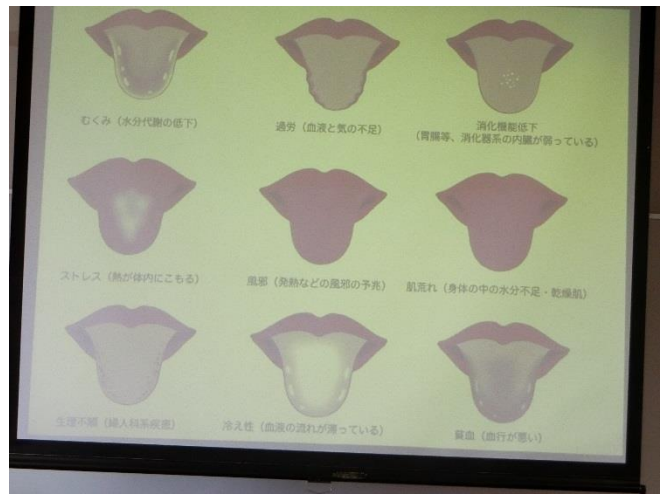 むくみ（水分代謝の低下）
過労（血液と気の不足）
消化機能低下
（胃腸等、消化器系の内臓が弱っている）
ストレス（熱が体内にこもる）
風邪（発熱などの風邪の予兆）
肌荒れ（身体の中の水分不足・乾燥肌）
生理不順（婦人科系疾患）
冷え性（血液の流れが滞っている）
貧血（血行が悪い）